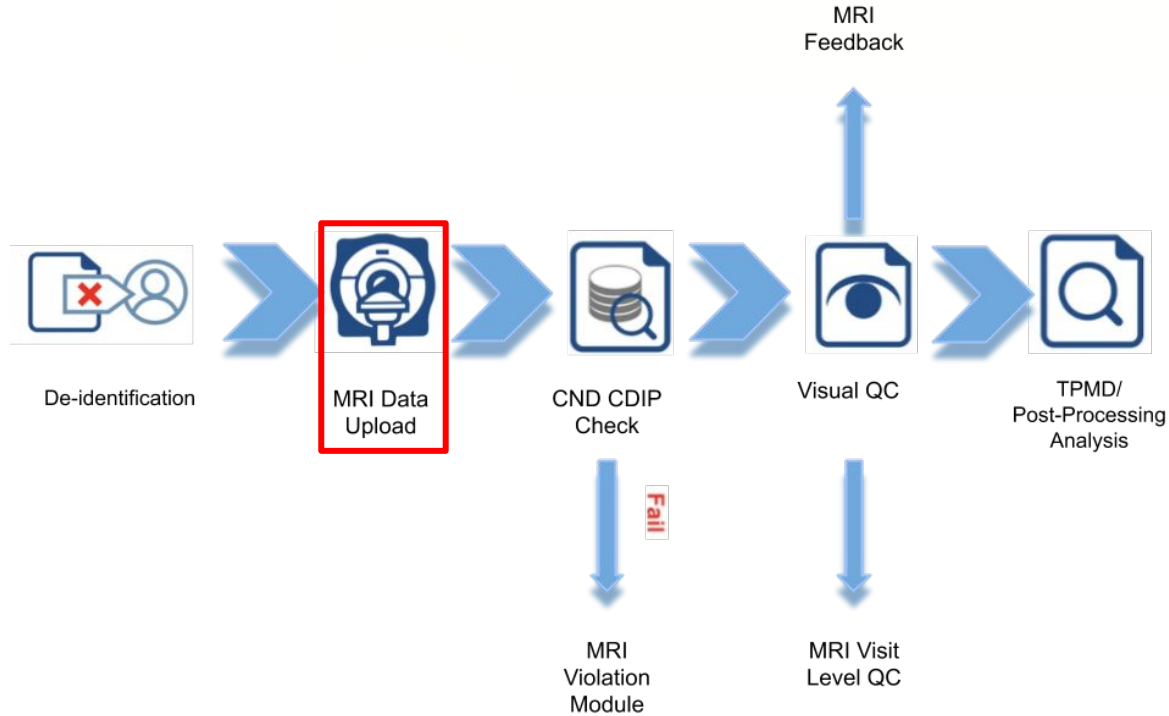 MRI
Feedback
De-identification
MRI Data
Upload
CND CDIP
Check
Visual QC
TPMD/
Post-Processing
Analysis
Fail
MRI
Violation
Module
MRI Visit
Level QC